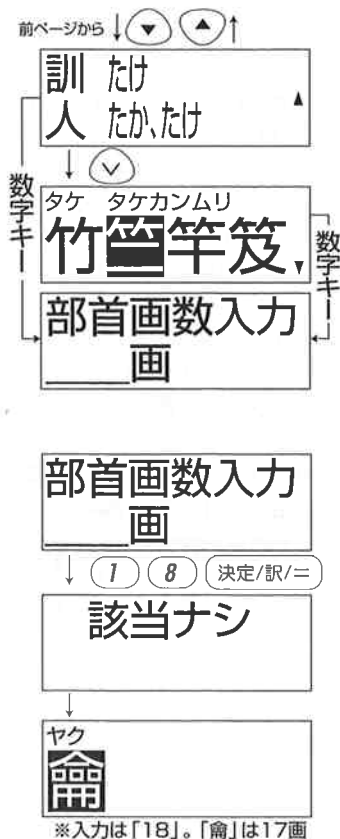 前ページから
訓 たけ
人 たか、たけ
数字キー
タケ タケカンムリ
竹𥫗竿笈
数字キー
部首画数入力
画
部首画数入力
画
1 8 決定/訳/=
該当ナシ
ヤク
龠
※入力は「18」。「龠」は17画